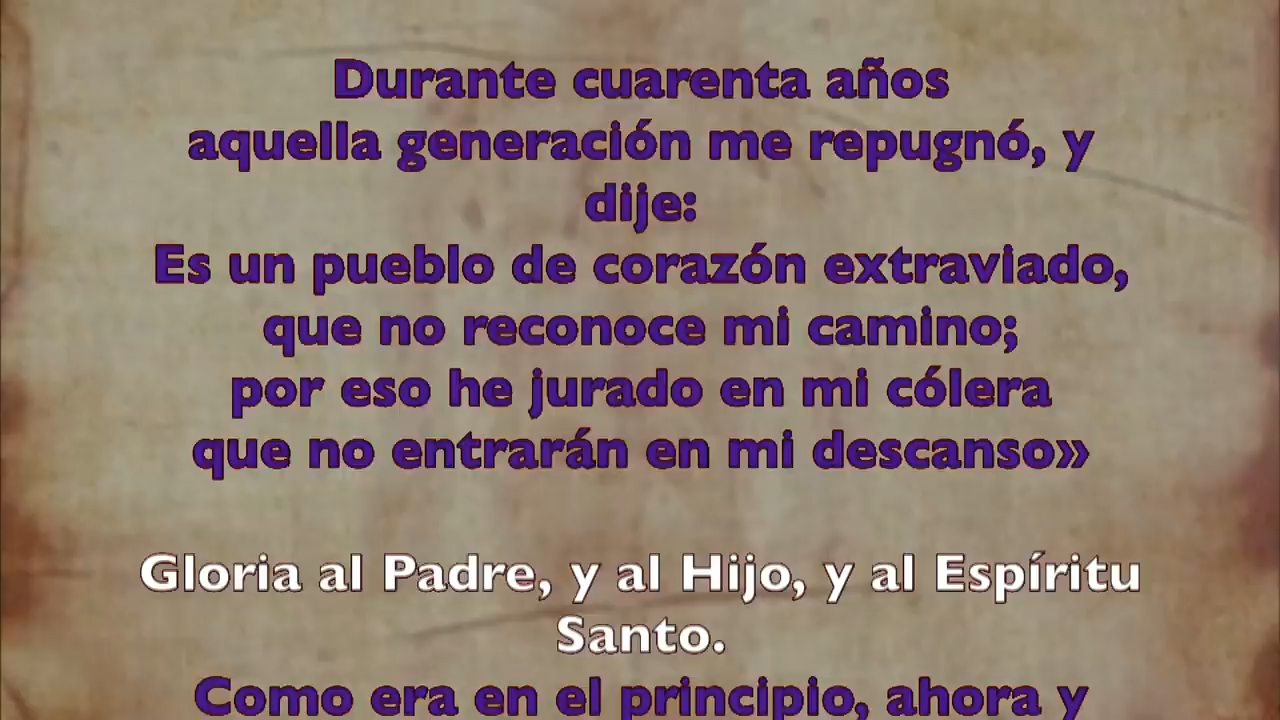 Durante cuarenta años
aquella generación me repugnó, y
dije:
Es un pueblo de corazón extraviado,
que no reconoce mi camino;
por eso he jurado en mi cólera
que no entrarán en mi descanso»
Gloria al Padre, y al Hijo, y al Espíritu
Santo.
Como era en el principio, ahora y